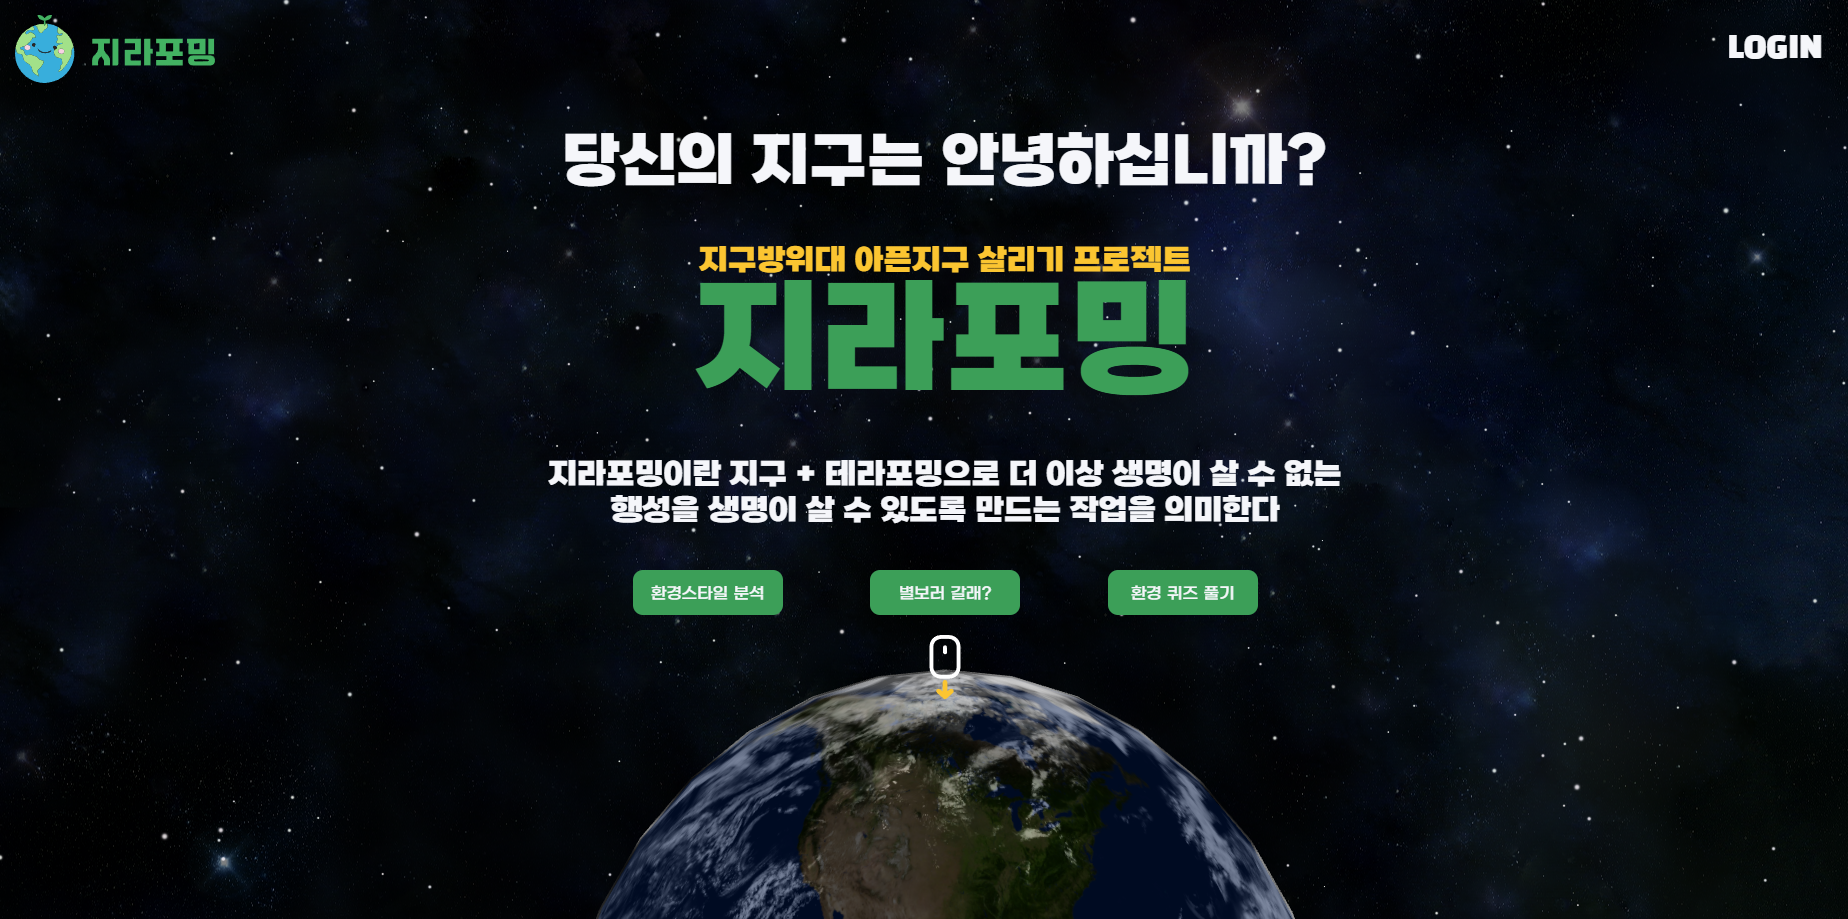 지라포밍
LOGIN
당신의 지구는 안녕하십니까?
지구방위대 아픈지구 살리기 프로젝트
지라포밍
지라포밍이란 지구 + 테라포밍으로 더 이상 생명이 살 수 없는
행성을 생명이 살 수 있도록 만드는 작업을 의미한다
환경스타일 분석
별보러 갈래?
환경 퀴즈 풀기